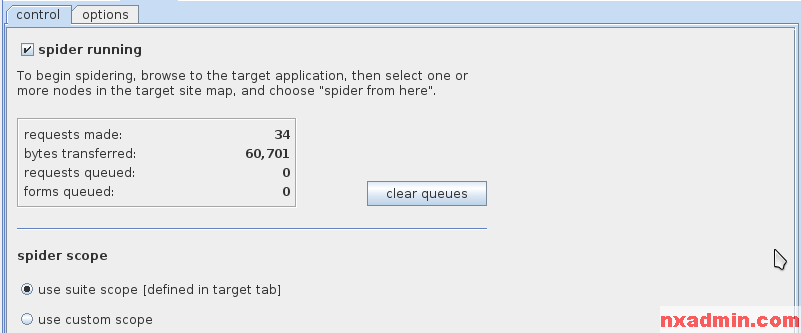 control
options
spider running
To begin spidering, browse to the target application, then select one or
more nodes in the target site map, and choose "spider from here".
requests made: 34
bytes transferred: 60,701
requests queued: 0
forms queued: 0
clear queues
spider scope
use suite scope [defined in target tab]
use custom scope
nxadmin.com